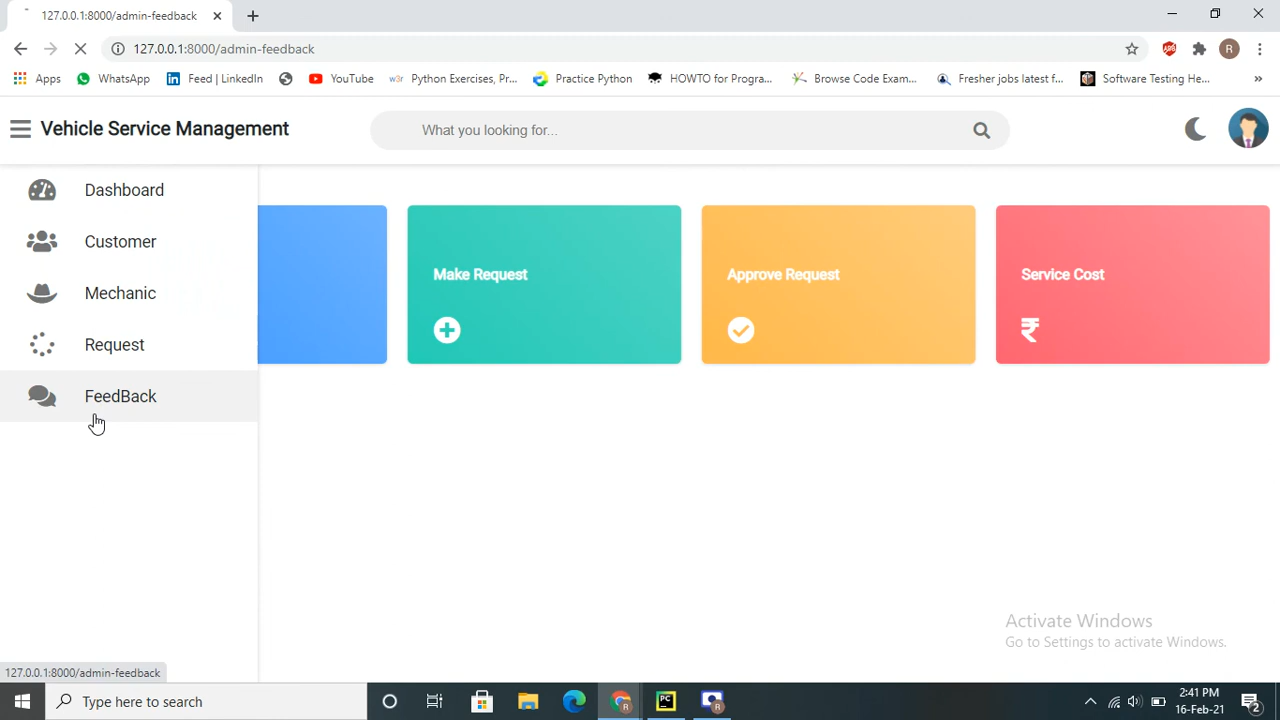 127.0.0.1:8000/admin-feedback
127.0.0.1:8000/admin-feedback
R
Apps
WhatsApp
Feed | LinkedIn
YouTube
w3r Python Exercises, Pr...
Practice Python
HOWTO for Progra...
Browse Code Exam...
Fresher jobs latest f...
Software Testing He...
»
Vehicle Service Management
What you looking for...
Dashboard
Customer
Mechanic
Request
FeedBack
Make Request
Approve Request
Service Cost
₹
Activate Windows
Go to Settings to activate Windows.
127.0.0.1:8000/admin-feedback
Type here to search
R
PC
R
2:41 PM
16-Feb-21
2